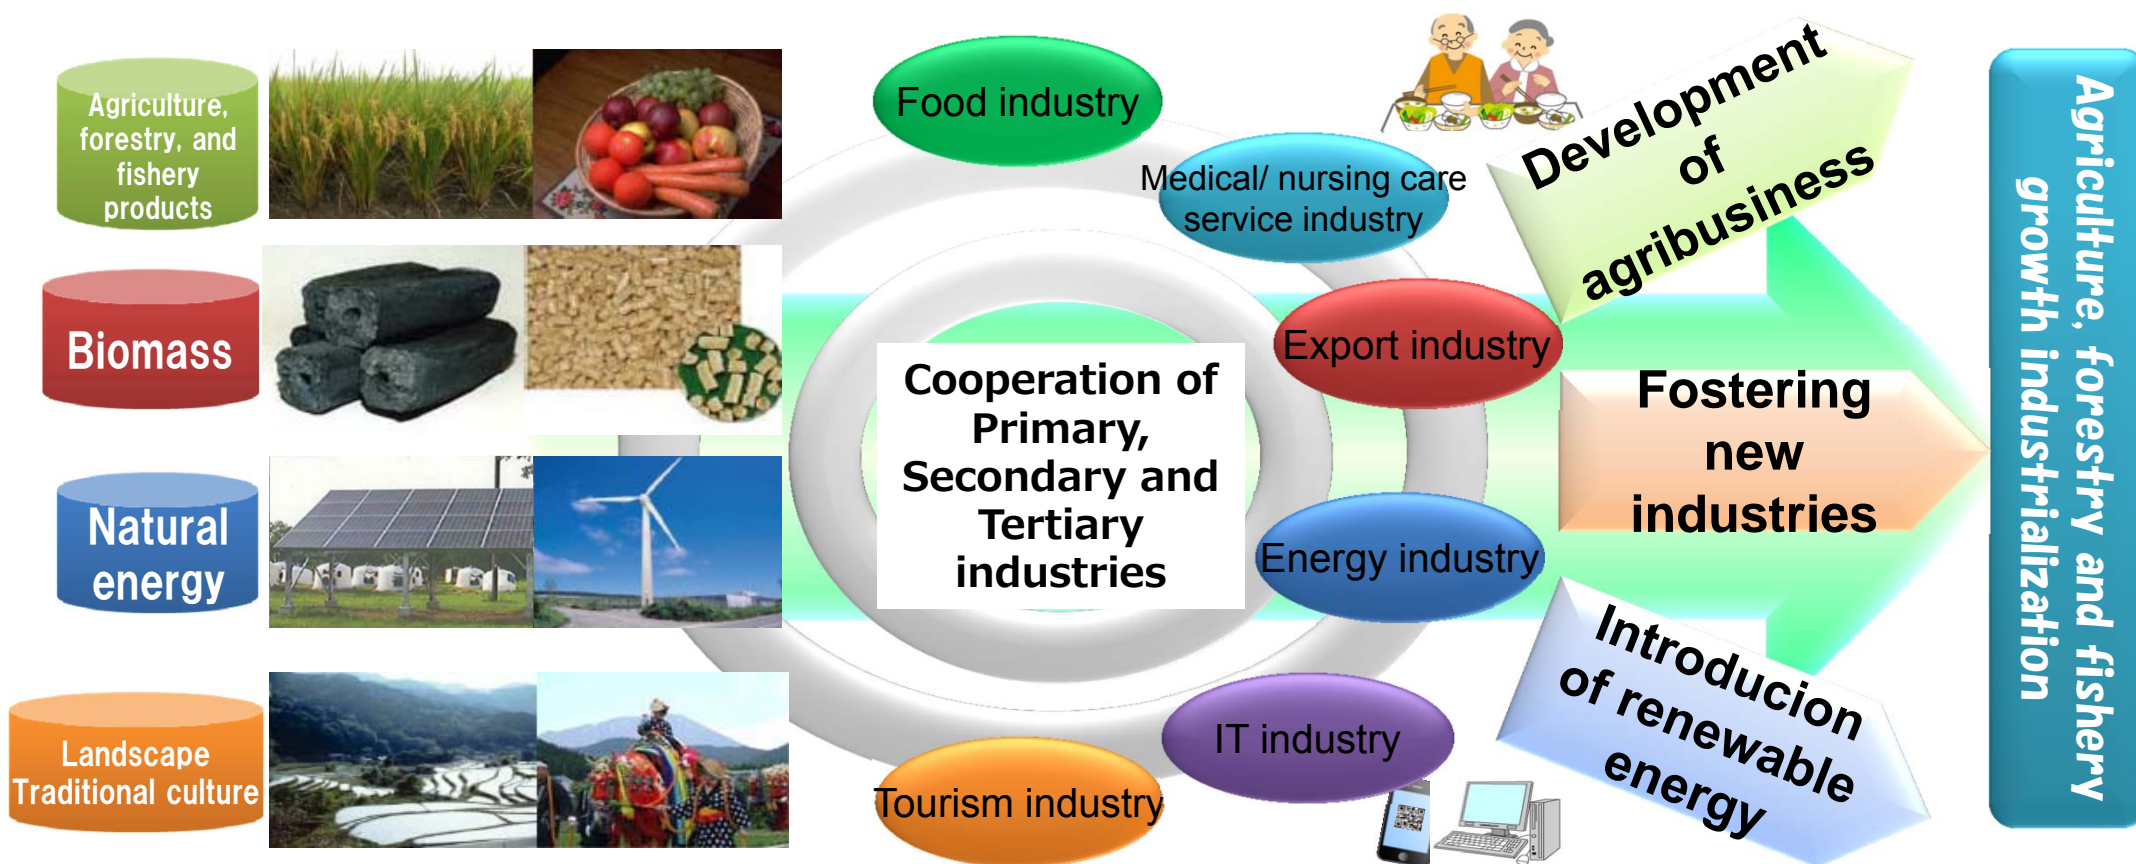 Agriculture,
forestry, and
fishery
products
Biomass
Natural
energy
Landscape
Traditional culture
Cooperation of
Primary,
Secondary and
Tertiary
industries
Food industry
Medical/ nursing care
service industry
Export industry
Energy industry
IT industry
Tourism industry
Development
of
agribusiness
Fostering
new
industries
Introducion
of renewable
energy
Agriculture, forestry and fishery
growth industrialization